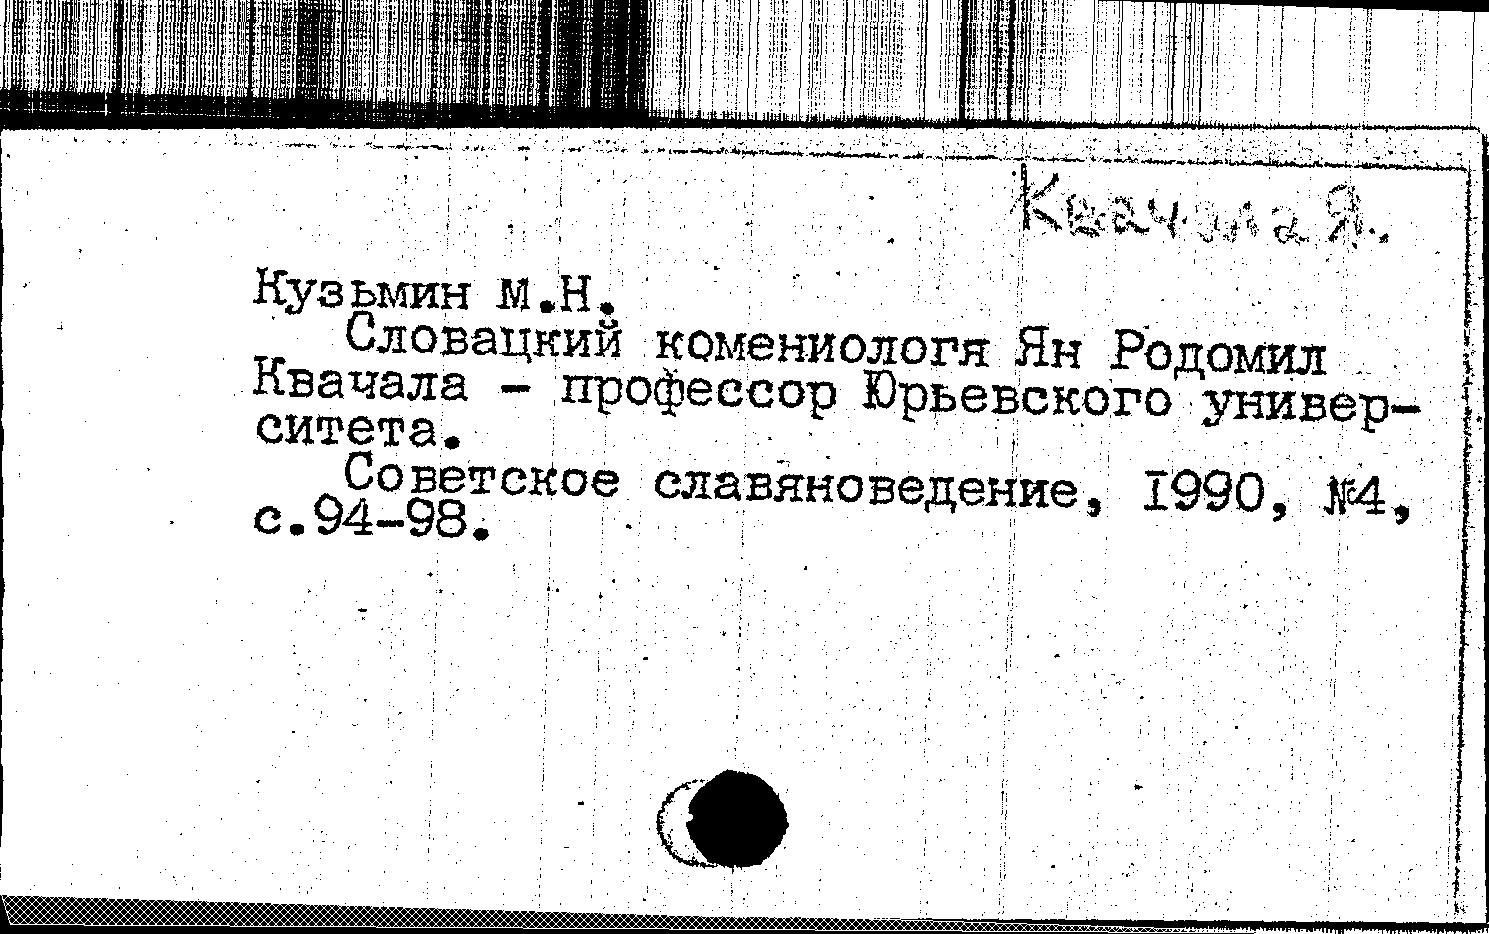 Квачала Я.
Кузьмин М.Н.
Словацкий комениологя Ян Родомил
Квачала - профессор Юрьевского универ-
ситета.
Советское славяноведение, 1990, №4,
с.94-98.